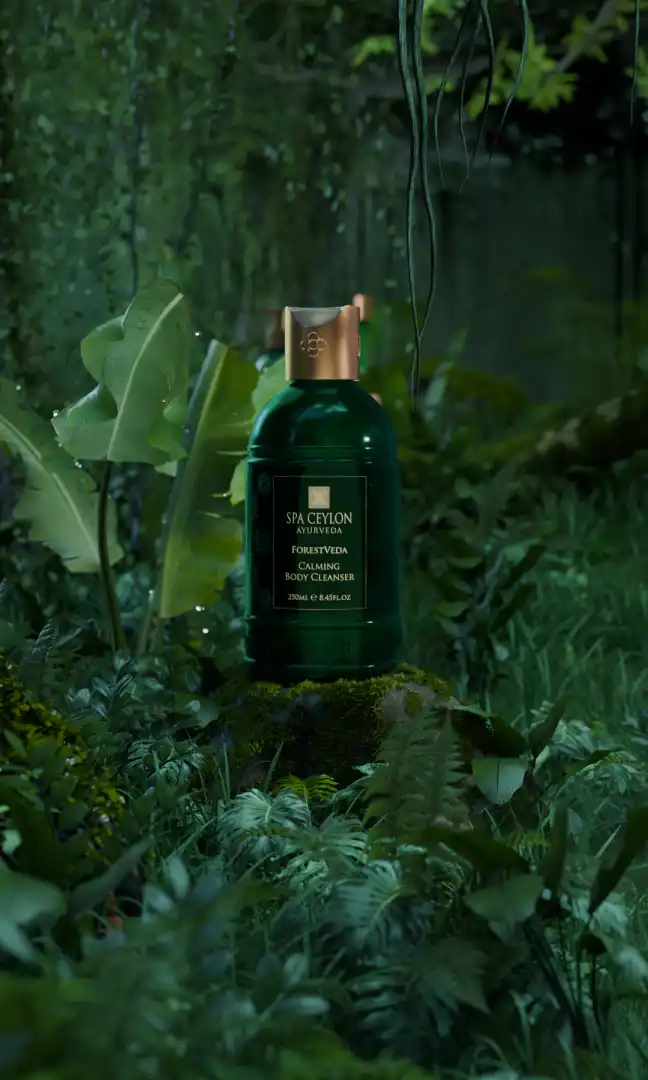 SPA CEYLON
AYURVEDA
FORESTVEDA
CALMING
BODY CLEANSER
250ML ℮ 8.45FL.OZ